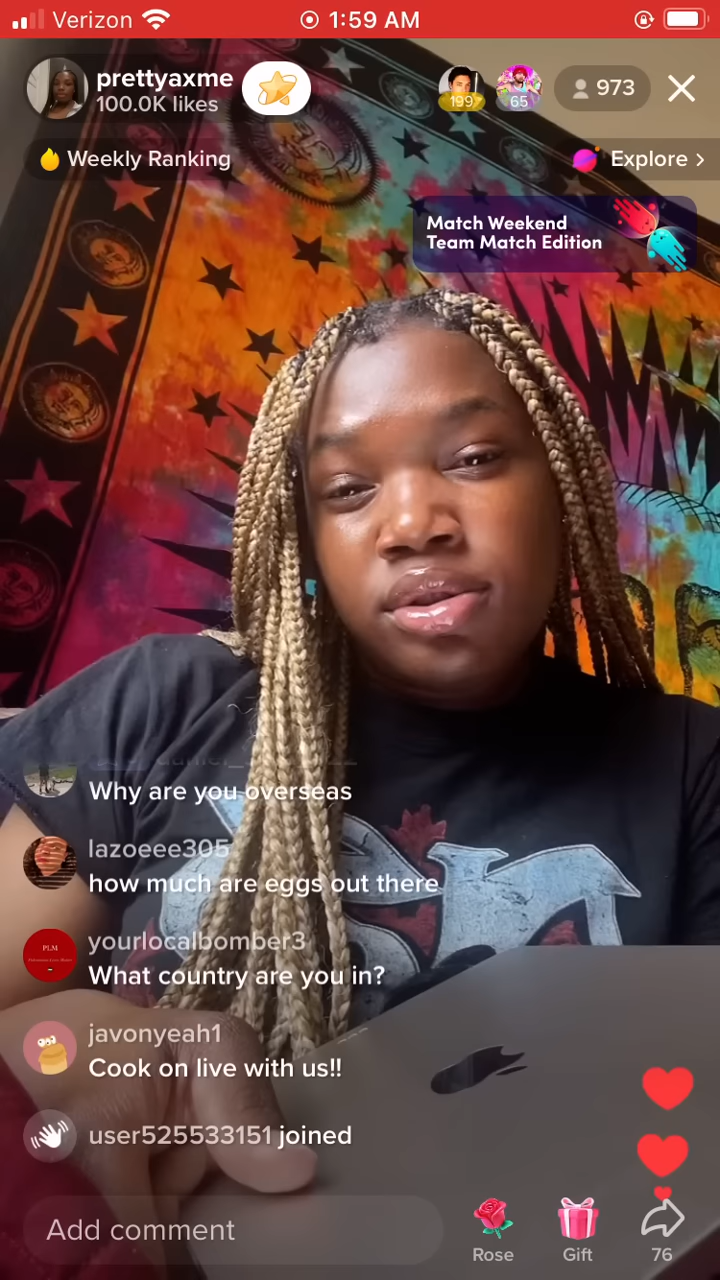 Verizon 1:59 AM
prettyaxme
100.0K likes
199 65 973
Weekly Ranking
Explore >
Match Weekend
Team Match Edition
Why are you overseas
lazoeee305
how much are eggs out there
yourlocalbomber3
PLM
What country are you in?
javonyeah1
Cook on live with us!!
user525533151 joined
Add comment
Rose Gift 76